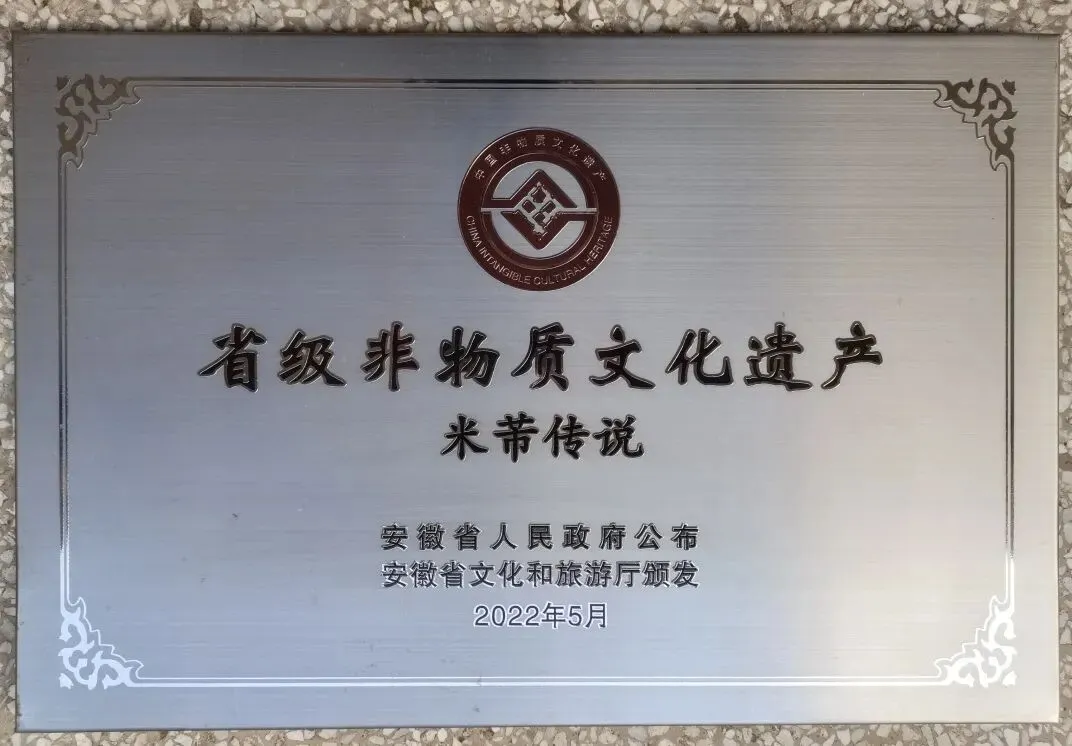 中国非物质文化遗产
CHINA INTANGIBLE CULTURAL HERITAGE
省级非物质文化遗产
米芾传说
安徽省人民政府公布
安徽省文化和旅游厅颁发
2022年5月